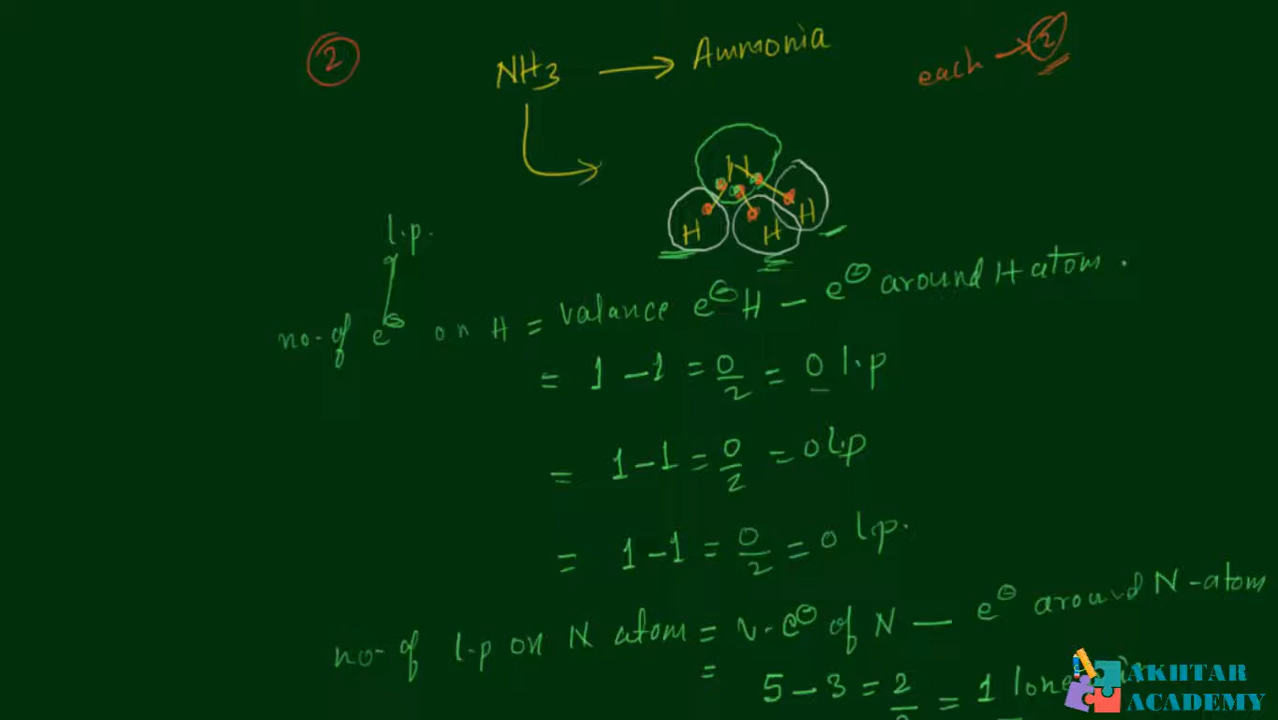 2
NH3 → Ammonia
each → 2
N
H H H
l.p.
no. of e⊖ on H = valance e⊖ H - e⊖ around H atom.
= 1 - 1 = 0/2 = 0 l.p
= 1-1 = 0/2 = 0 l.p
= 1-1 = 0/2 = 0 l.p.
no. of l.p on N atom = v.e⊖ of N - e⊖ around N-atom
= 5 - 3 = 2/2 = 1 lone
AKHTAR
ACADEMY